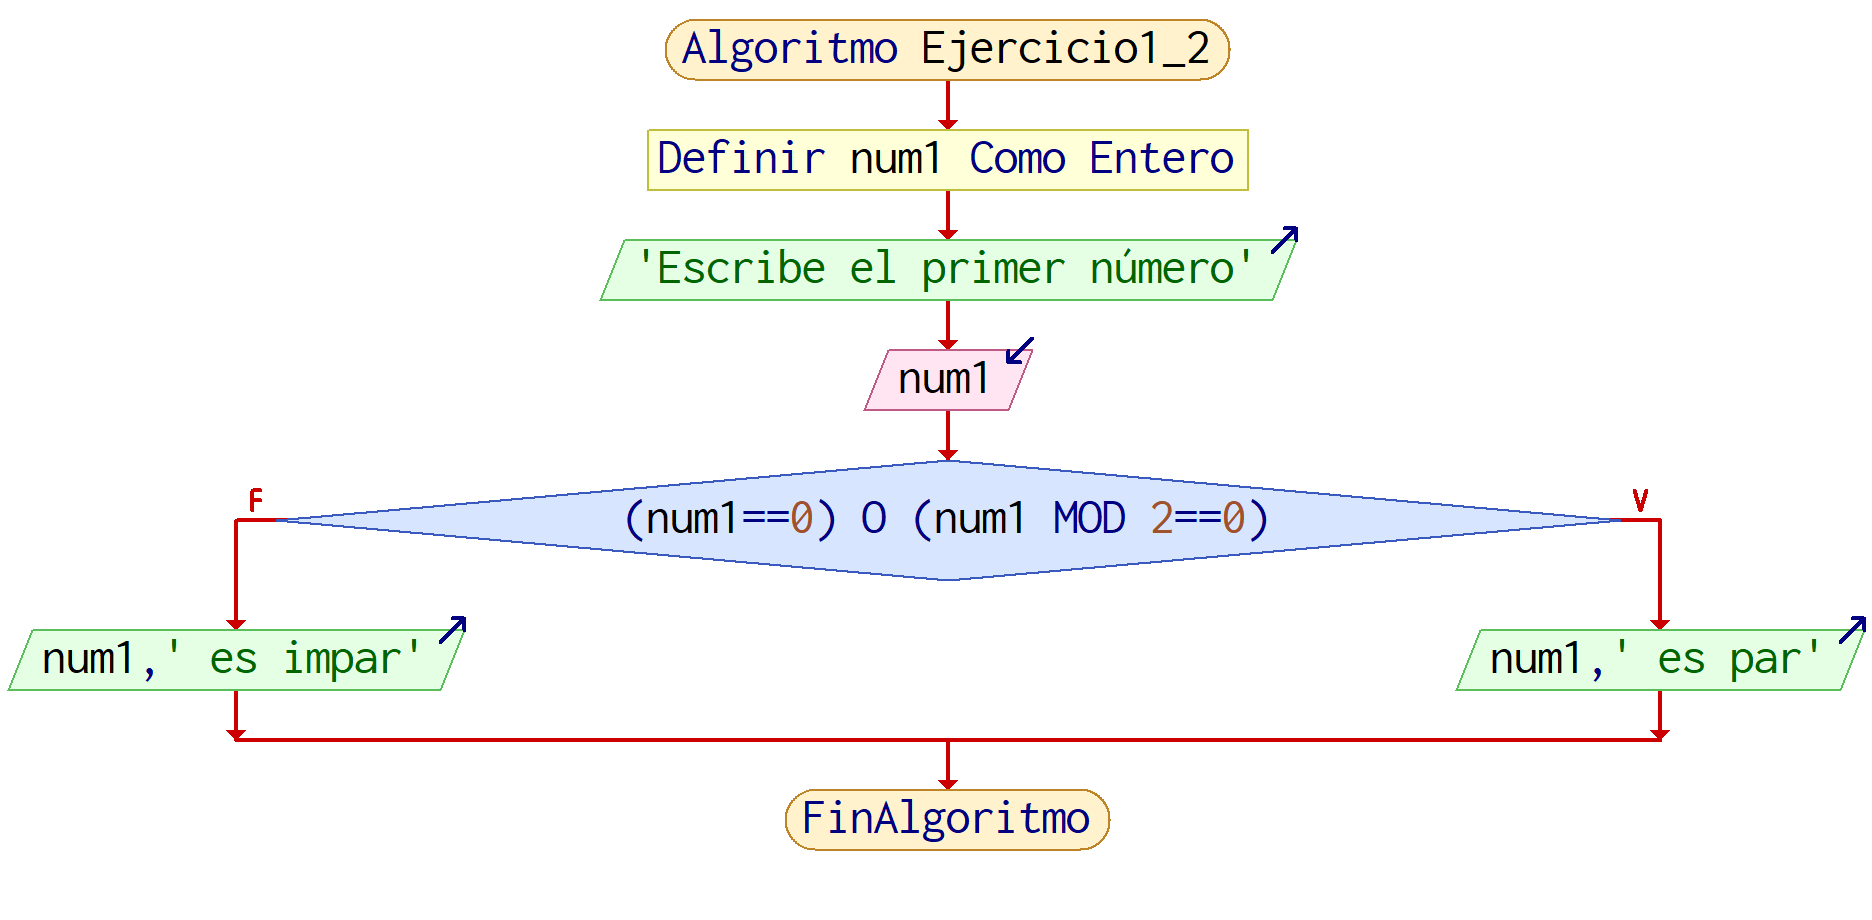 Algoritmo Ejercicio1_2
Definir num1 Como Entero
'Escribe el primer número'
num1
F
V
(num1==0) O (num1 MOD 2==0)
num1,' es impar'
num1,' es par'
FinAlgoritmo